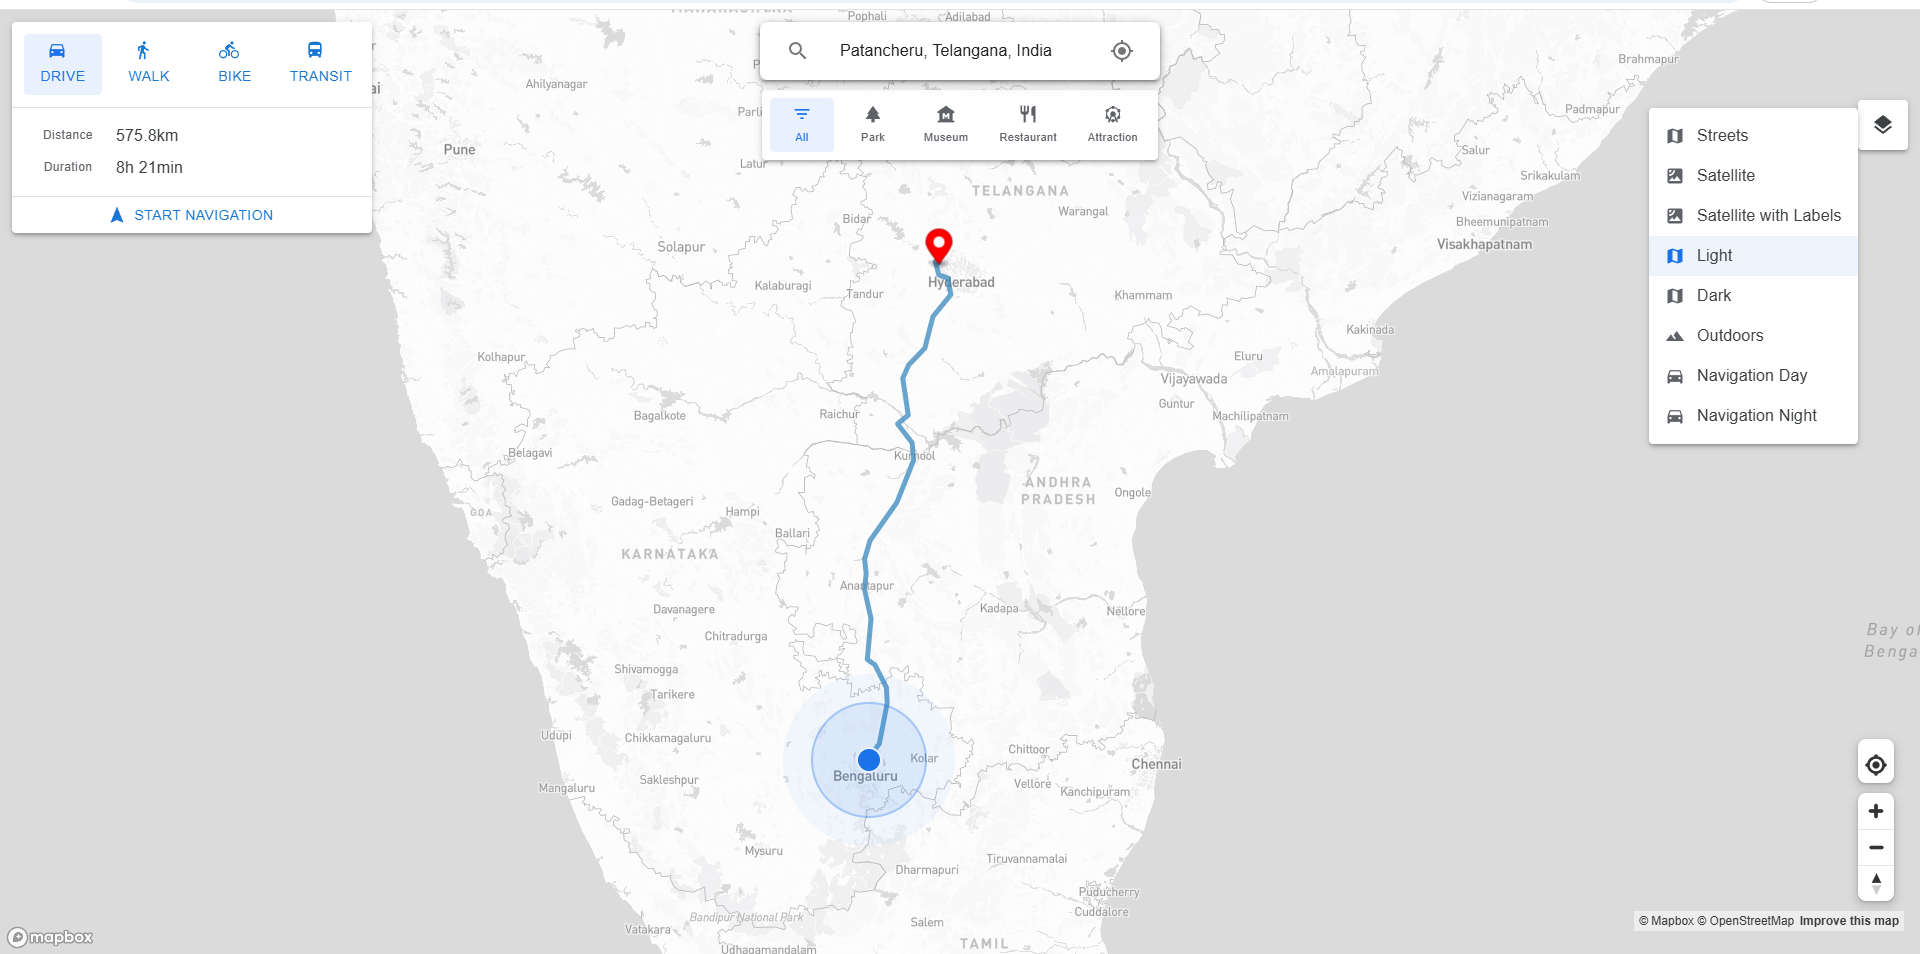 DRIVE
WALK
BIKE
TRANSIT
Distance 575.8km
Duration 8h 21min
START NAVIGATION
Patancheru, Telangana, India
All
Park
Museum
Restaurant
Attraction
Streets
Satellite
Satellite with Labels
Light
Dark
Outdoors
Navigation Day
Navigation Night
Pophali
Adilabad
Brahmapur
Ahilyanagar
Padmapur
Pune
Latur
Salur
Srikakulam
TELANGANA
Vizianagaram
Bidar
Warangal
Bheemunipatnam
Solapur
Visakhapatnam
Hyderabad
Kalaburagi
Tandur
Khammam
Kakinada
Kolhapur
Eluru
Amalapuram
Vijayawada
Bagalkote
Raichur
Guntur
Machilipatnam
Belagavi
Kurnool
ANDHRA
PRADESH
Ongole
Gadag-Betageri
GOA
Hampi
Ballari
KARNATAKA
Anantapur
Davanagere
Kadapa
Nellore
Chitradurga
Bay of
Benga
Shivamogga
Tarikere
Udupi
Chikkamagaluru
Kolar
Chittoor
Chennai
Bengaluru
Sakleshpur
Mangaluru
Vellore
Kanchipuram
Mysuru
Tiruvannamalai
Dharmapuri
Puducherry
Cuddalore
Bandipur National Park
Salem
Vatakara
Udhagamandalam
TAMIL
mapbox
© Mapbox © OpenStreetMap Improve this map